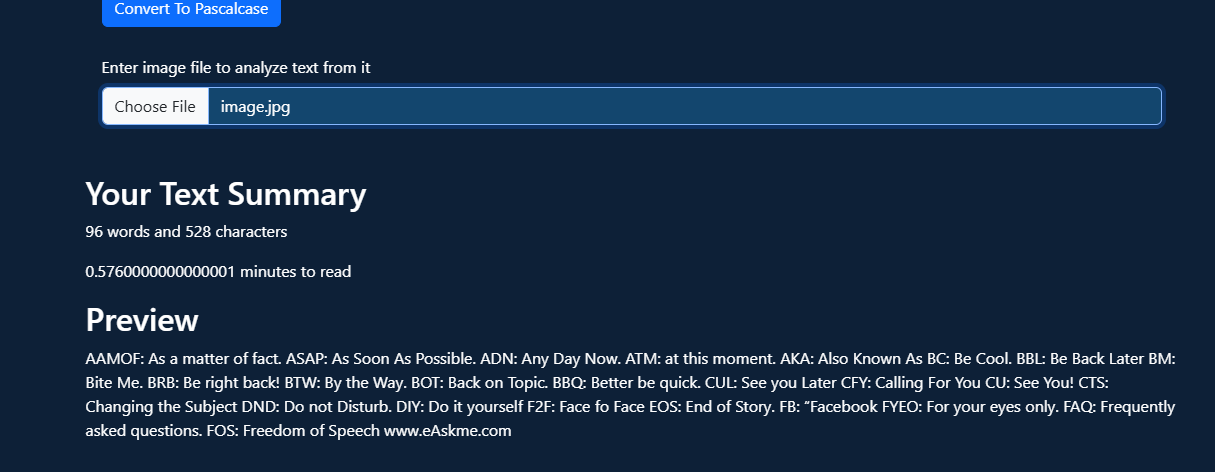 Convert To Pascalcase
Enter image file to analyze text from it
Choose File image.jpg
Your Text Summary
96 words and 528 characters
0.5760000000000001 minutes to read
Preview
AAMOF: As a matter of fact. ASAP: As Soon As Possible. ADN: Any Day Now. ATM: at this moment. AKA: Also Known As BC: Be Cool. BBL: Be Back Later BM:
Bite Me. BRB: Be right back! BTW: By the Way. BOT: Back on Topic. BBQ: Better be quick. CUL: See you Later CFY: Calling For You CU: See You! CTS:
Changing the Subject DND: Do not Disturb. DIY: Do it yourself F2F: Face fo Face EOS: End of Story. FB: “Facebook FYEO: For your eyes only. FAQ: Frequently
asked questions. FOS: Freedom of Speech www.eAskme.com